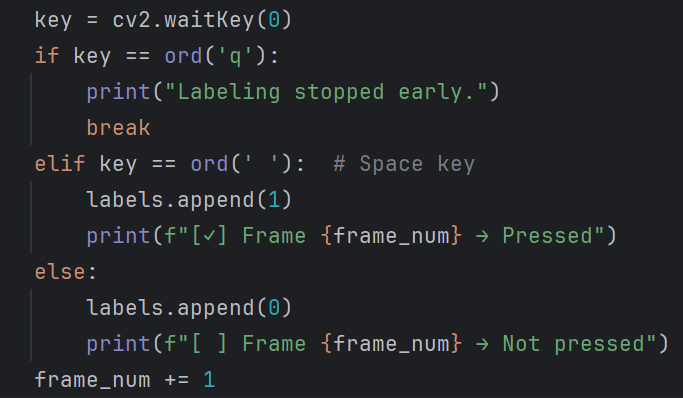 key = cv2.waitKey(0)
if key == ord('q'):
    print("Labeling stopped early.")
    break
elif key == ord(' '):  # Space key
    labels.append(1)
    print(f"[✓] Frame {frame_num} → Pressed")
else:
    labels.append(0)
    print(f"[ ] Frame {frame_num} → Not pressed")
frame_num += 1